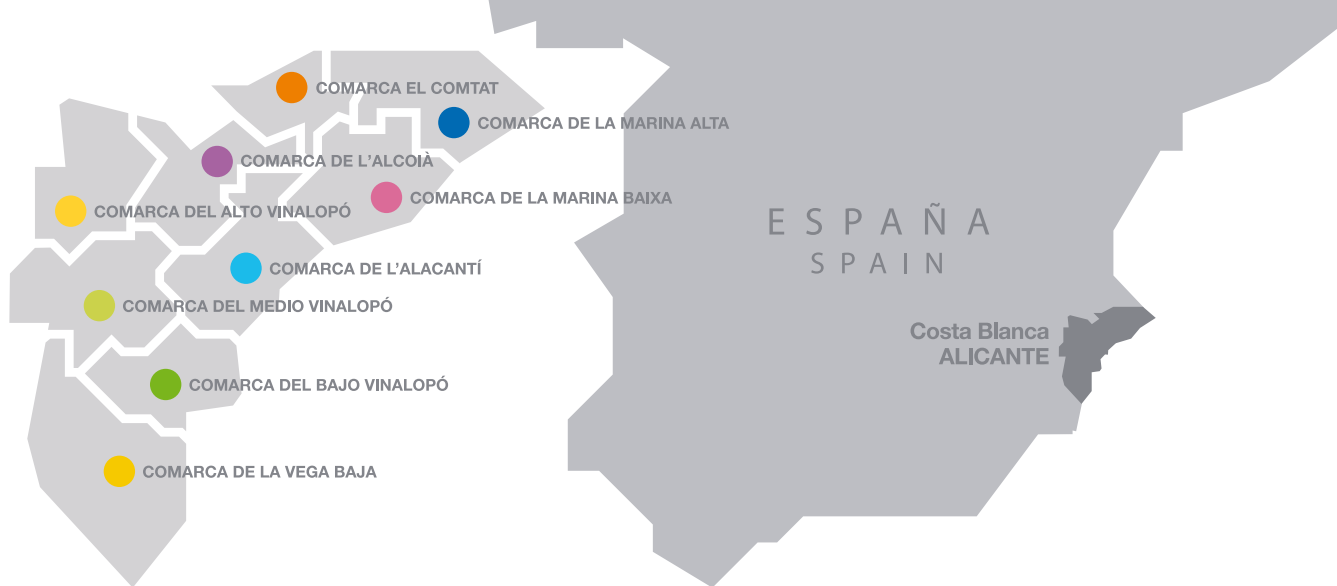 COMARCA EL COMTAT
COMARCA DE LA MARINA ALTA
COMARCA DE L'ALCOIÀ
COMARCA DE LA MARINA BAIXA
COMARCA DEL ALTO VINALOPÓ
COMARCA DE L'ALACANTÍ
COMARCA DEL MEDIO VINALOPÓ
COMARCA DEL BAJO VINALOPÓ
COMARCA DE LA VEGA BAJA
ESPAÑA
SPAIN
Costa Blanca
ALICANTE